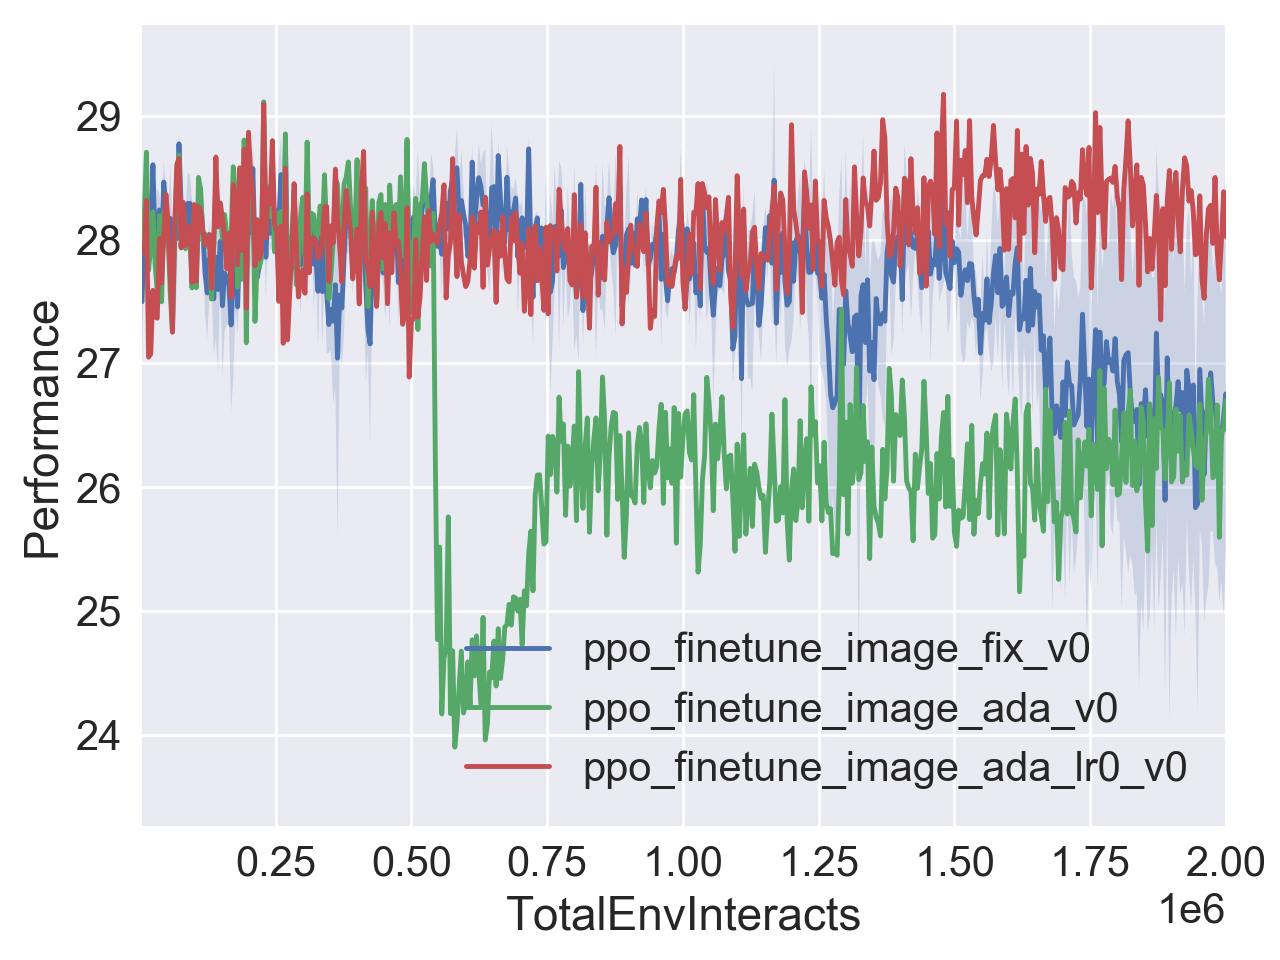 29
28
27
26
25
24
Performance
ppo_finetune_image_fix_v0
ppo_finetune_image_ada_v0
ppo_finetune_image_ada_lr0_v0
0.25 0.50 0.75 1.00 1.25 1.50 1.75 2.00
1e6
TotalEnvInteracts